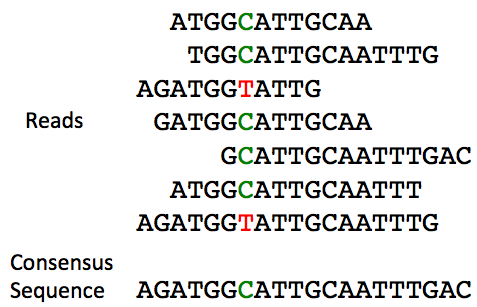 ATGGCATTGCAA
TGGCATTGCAATTTG
AGATGGTATTG
Reads
GATGGCATTGCAA
GCATTGCAATTTGAC
ATGGCATTGCAATTT
AGATGGTATTGCAATTTG
Consensus
Sequence
AGATGGCATTGCAATTTGAC